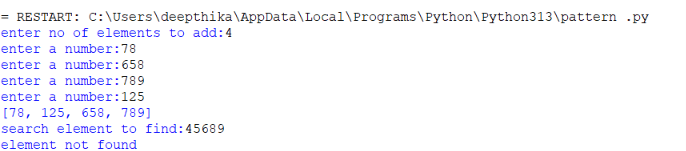 = RESTART: C:\Users\deepthika\AppData\Local\Programs\Python\Python313\pattern .py
enter no of elements to add:4
enter a number:78
enter a number:658
enter a number:789
enter a number:125
[78, 125, 658, 789]
search element to find:45689
element not found